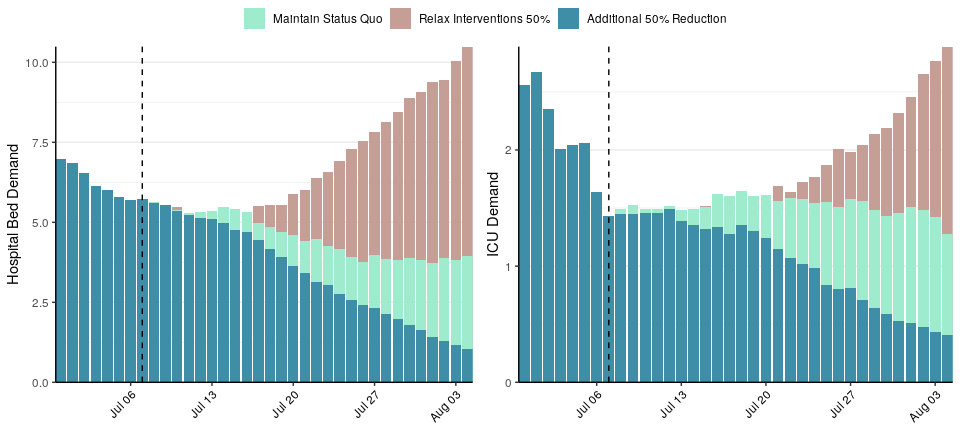 Maintain Status Quo Relax Interventions 50% Additional 50% Reduction
Hospital Bed Demand
10.0
7.5
5.0
2.5
0.0
Jul 06 Jul 13 Jul 20 Jul 27 Aug 03
ICU Demand
2
1
0
Jul 06 Jul 13 Jul 20 Jul 27 Aug 03